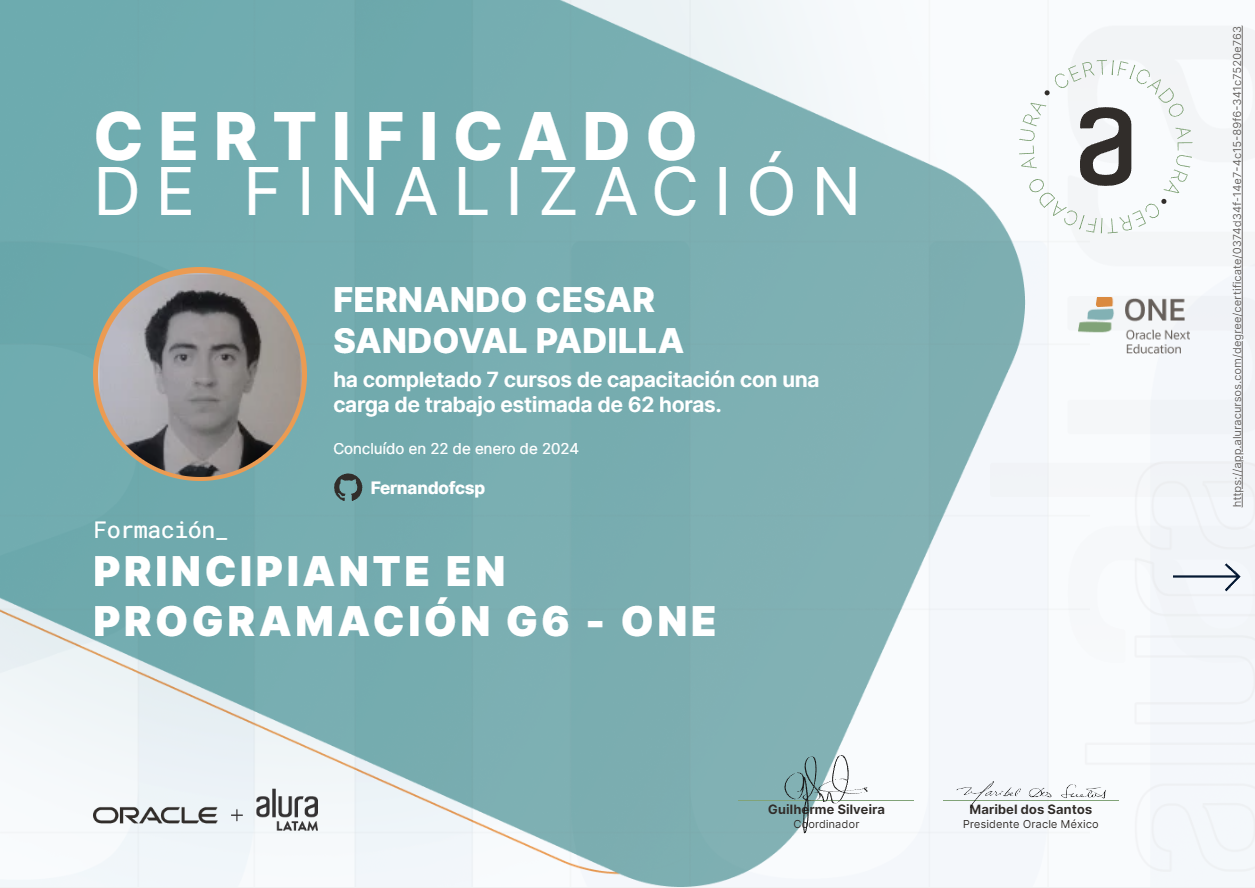 CERTIFICADO
DE FINALIZACIÓN
CERTIFICADO ALURA • CERTIFICADO ALURA •
a
https://app.aluracursos.com/degree/certificate/0374d34f-14e7-4c15-89f6-341c7520e763
FERNANDO CESAR
SANDOVAL PADILLA
ha completado 7 cursos de capacitación con una
carga de trabajo estimada de 62 horas.
Concluído en 22 de enero de 2024
Fernandofcsp
ONE
Oracle Next
Education
Formación_
PRINCIPIANTE EN
PROGRAMACIÓN G6 - ONE
ORACLE + alura
LATAM
Guilherme Silveira
Coordinador
Maribel dos Santos
Maribel dos Santos
Presidente Oracle México
alura